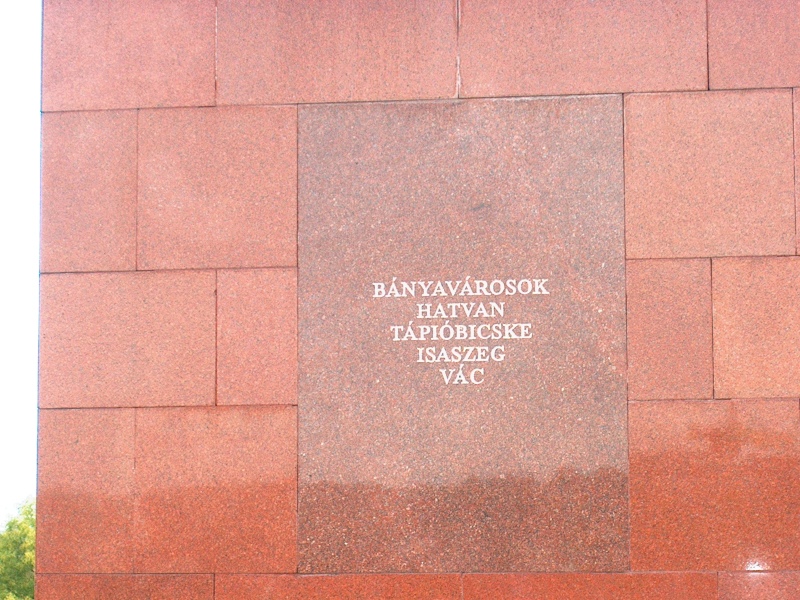 BÁNYAVÁROSOK
HATVAN
TÁPIÓBICSKE
ISASZEG
VÁC